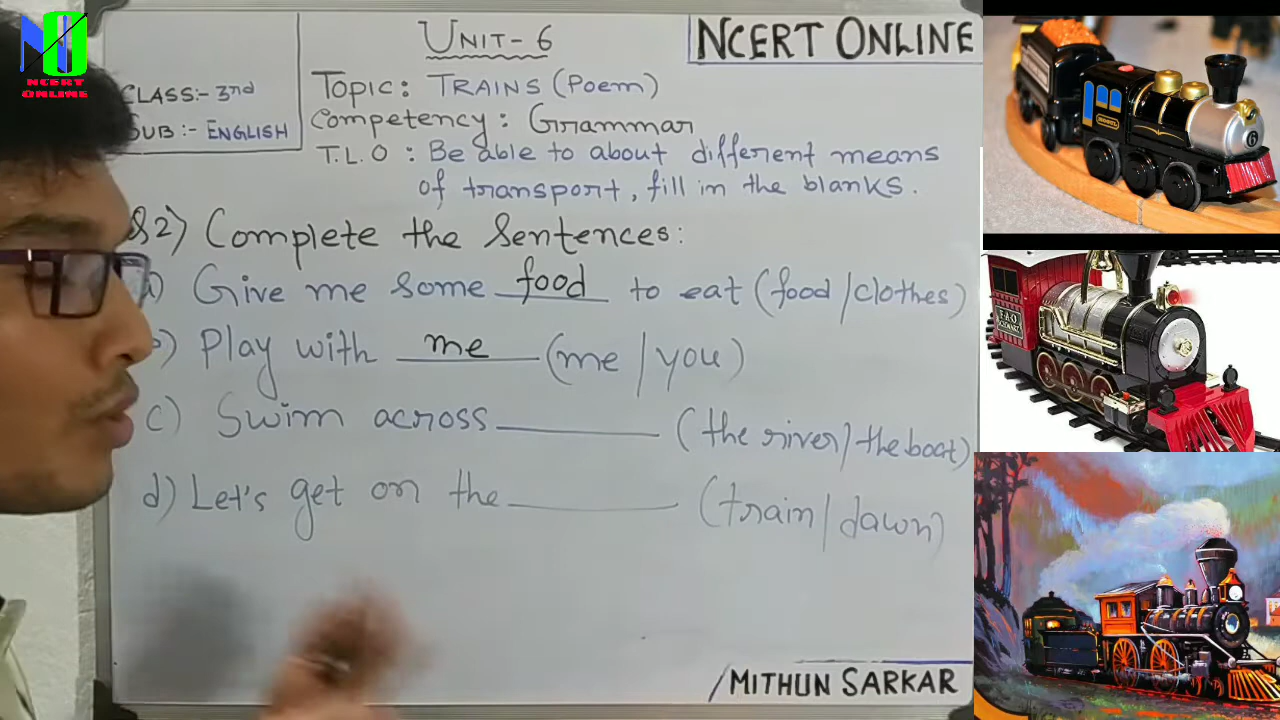 NCERT
ONLINE
UNIT-6
NCERT ONLINE
CLASS:- 3rd
SUB:- ENGLISH
Topic: TRAINS (Poem)
Competency: Grammar
T.L.O : Be able to about different means
of transport, fill in the blanks.
2) Complete the Sentences:
) Give me some food to eat (food/clothes)
b) Play with me (me/you)
c) Swim across ______ (the river/the boat)
d) Let's get on the ______ (train/dawn)
/MITHUN SARKAR